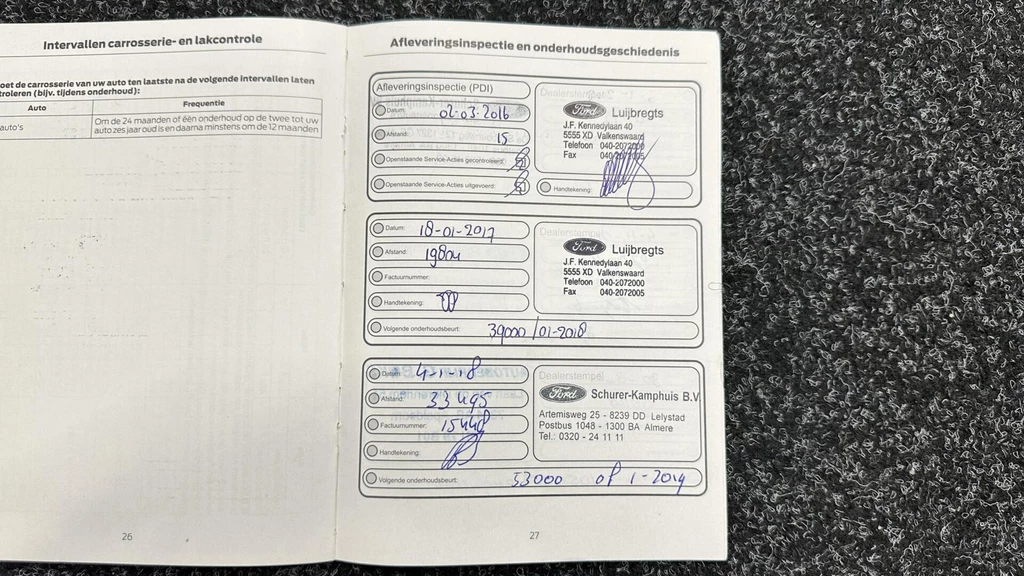 Intervallen carrosserie- en lakcontrole
oet de carrosserie van uw auto ten laatste na de volgende intervallen laten
troleren (bijv. tijdens onderhoud):
Auto Frequentie
auto's Om de 24 maanden of één onderhoud op de twee tot uw
auto zes jaar oud is en daarna minstens om de 12 maanden
26
Afleveringsinspectie en onderhoudsgeschiedenis
Afleveringsinspectie (PDI)
Datum: 02-03-2016
Afstand: 15
Openstaande Service-Acties gecontroleerd:
Openstaande Service-Acties uitgevoerd:
Dealerstempel
Ford Luijbregts
J.F. Kennedylaan 40
5555 XD Valkenswaard
Telefoon 040-2072000
Fax 040-2072005
Handtekening:
Datum: 18-01-2017
Afstand: 19804
Factuurnummer:
Handtekening:
Dealerstempel
Ford Luijbregts
J.F. Kennedylaan 40
5555 XD Valkenswaard
Telefoon 040-2072000
Fax 040-2072005
Volgende onderhoudsbeurt: 39000/01-2018
Datum: 4-1-18
Afstand: 33495
Factuurnummer: 15448
Handtekening:
Dealerstempel
Ford Schurer-Kamphuis B.V.
Artemisweg 25 - 8239 DD Lelystad
Postbus 1048 - 1300 BA Almere
Tel.: 0320 - 24 11 11
Volgende onderhoudsbeurt: 53000 of 1-2019
27